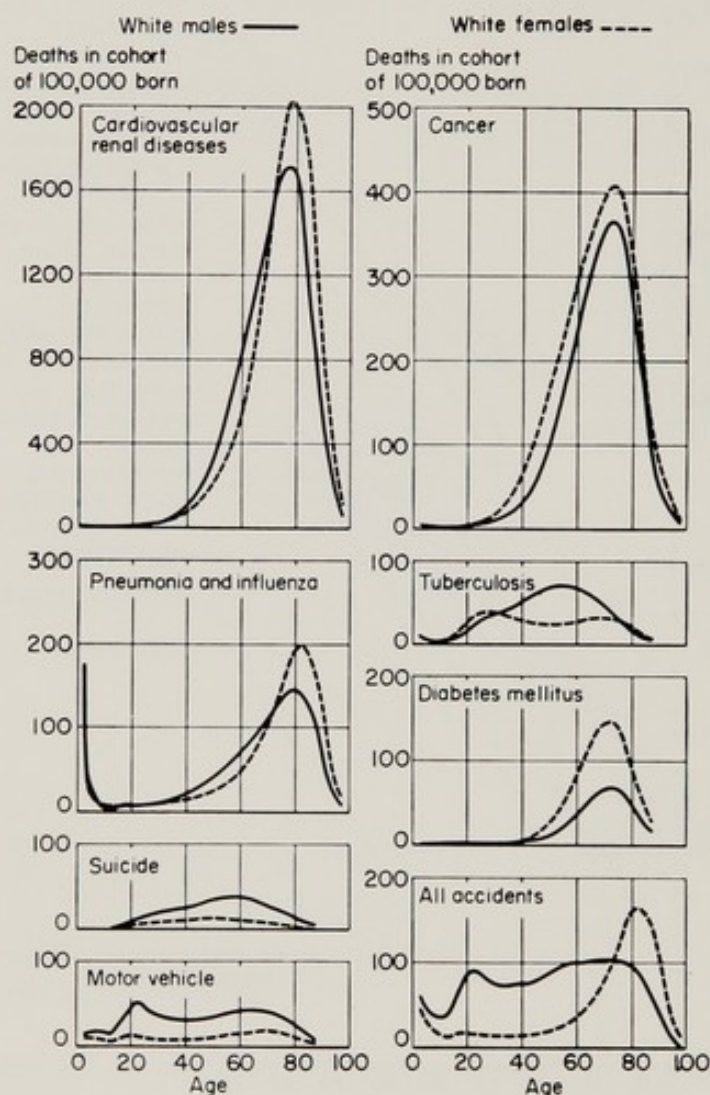 White males
White females
Deaths in cohort
of 100,000 born
Deaths in cohort
of 100,000 born
2000
1600
1200
800
400
0
Cardiovascular
renal diseases
500
400
300
200
100
0
Cancer
300
200
100
0
Pneumonia and influenza
100
0
Tuberculosis
200
100
0
Diabetes mellitus
100
0
Suicide
200
100
0
All accidents
100
0
Motor vehicle
0 20 40 60 80 100
Age
0 20 40 60 80 100
Age